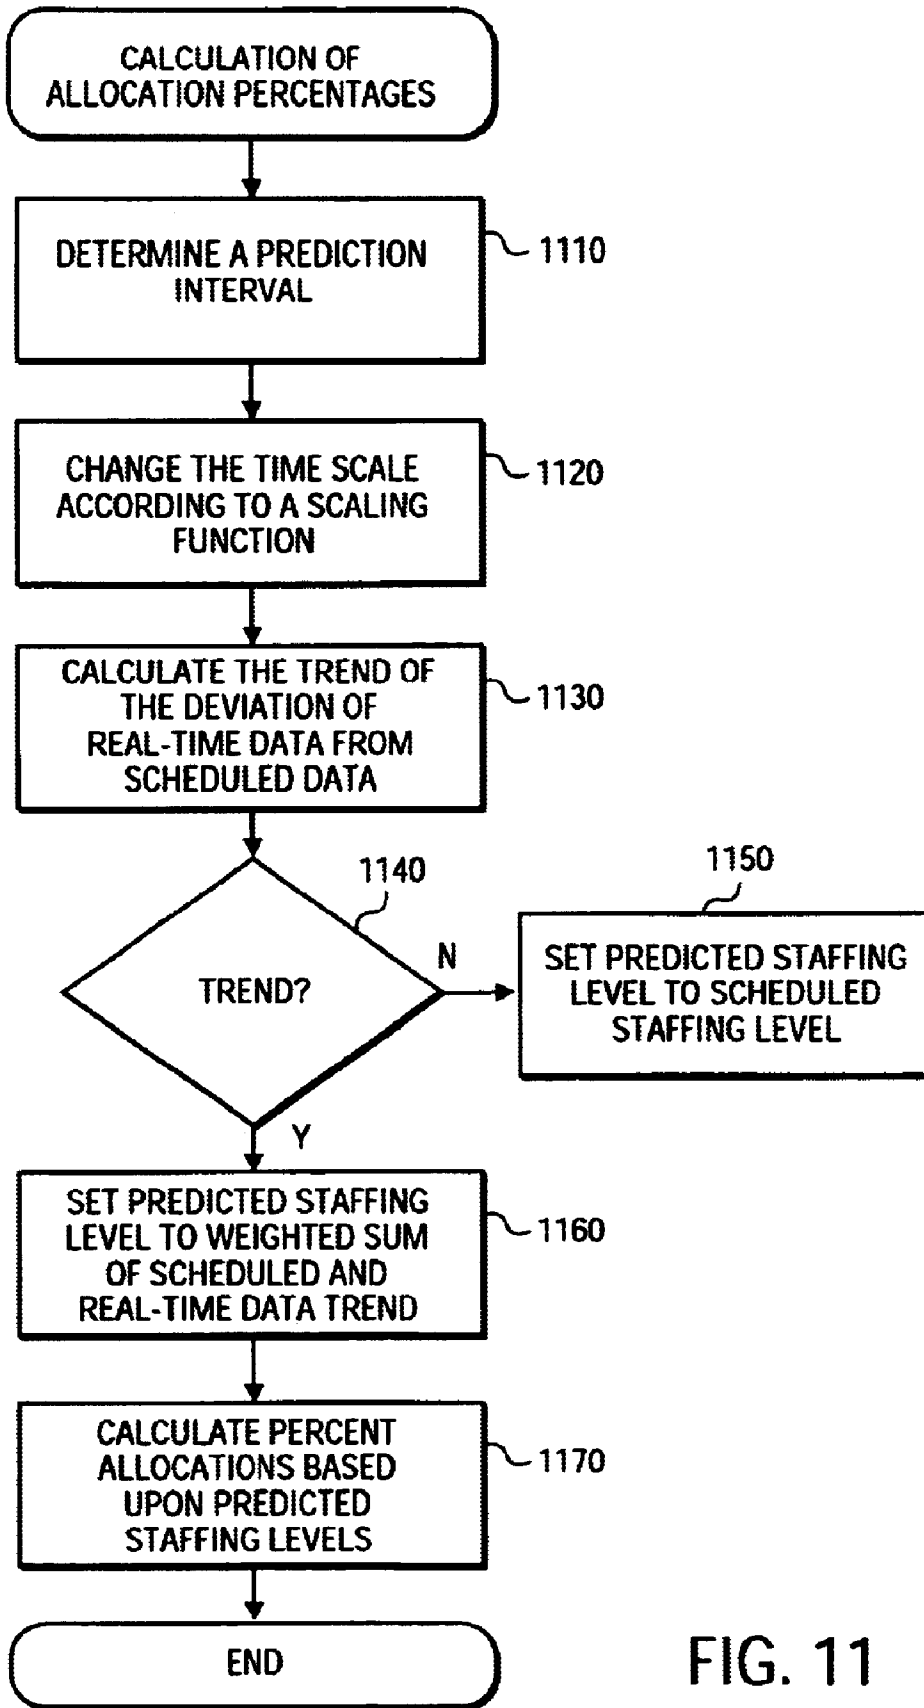 CALCULATION OF
ALLOCATION PERCENTAGES
DETERMINE A PREDICTION
INTERVAL
1110
CHANGE THE TIME SCALE
ACCORDING TO A SCALING
FUNCTION
1120
CALCULATE THE TREND OF
THE DEVIATION OF
REAL-TIME DATA FROM
SCHEDULED DATA
1130
TREND?
1140
N
1150
SET PREDICTED STAFFING
LEVEL TO SCHEDULED
STAFFING LEVEL
Y
SET PREDICTED STAFFING
LEVEL TO WEIGHTED SUM
OF SCHEDULED AND
REAL-TIME DATA TREND
1160
CALCULATE PERCENT
ALLOCATIONS BASED
UPON PREDICTED
STAFFING LEVELS
1170
END
FIG. 11